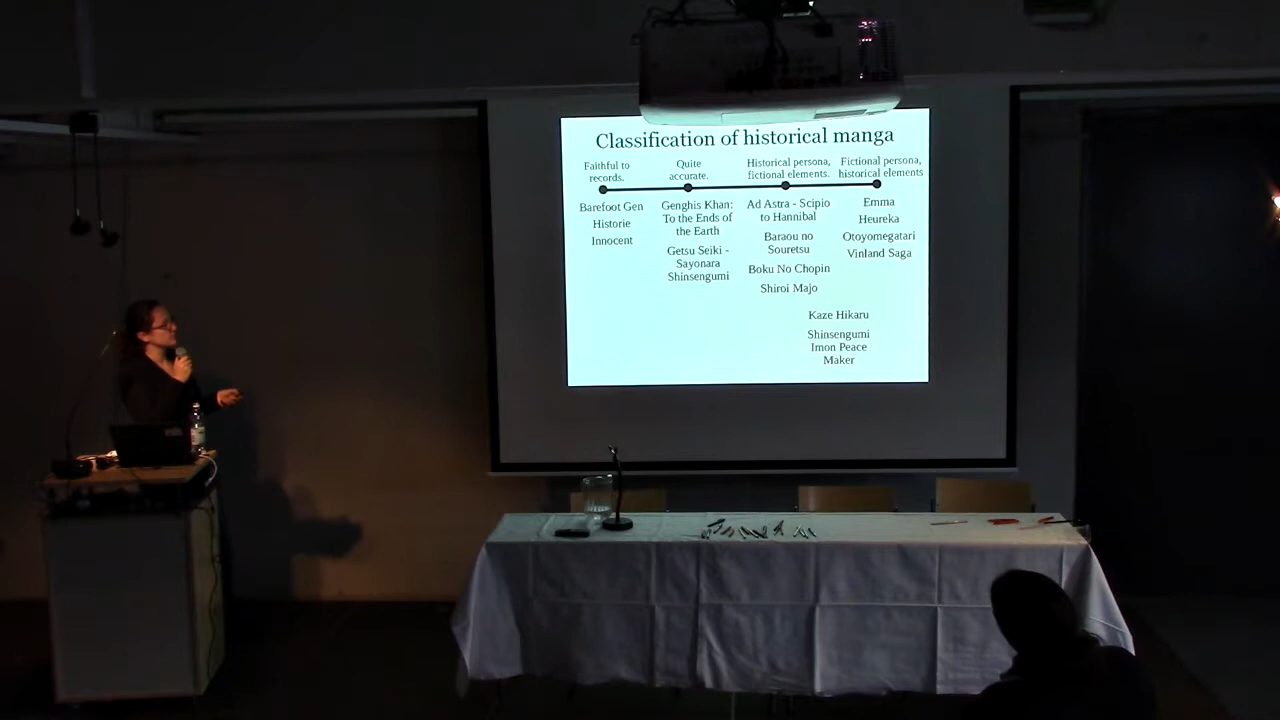 Classification of historical manga
Faithful to
records.
Quite
accurate.
Historical persona,
fictional elements.
Fictional persona,
historical elements
Barefoot Gen
Historie
Innocent
Genghis Khan:
To the Ends of
the Earth
Getsu Seiki -
Sayonara
Shinsengumi
Ad Astra - Scipio
to Hannibal
Baraou no
Souretsu
Boku No Chopin
Shiroi Majo
Emma
Heureka
Otoyomegatari
Vinland Saga
Kaze Hikaru
Shinsengumi
Imon Peace
Maker